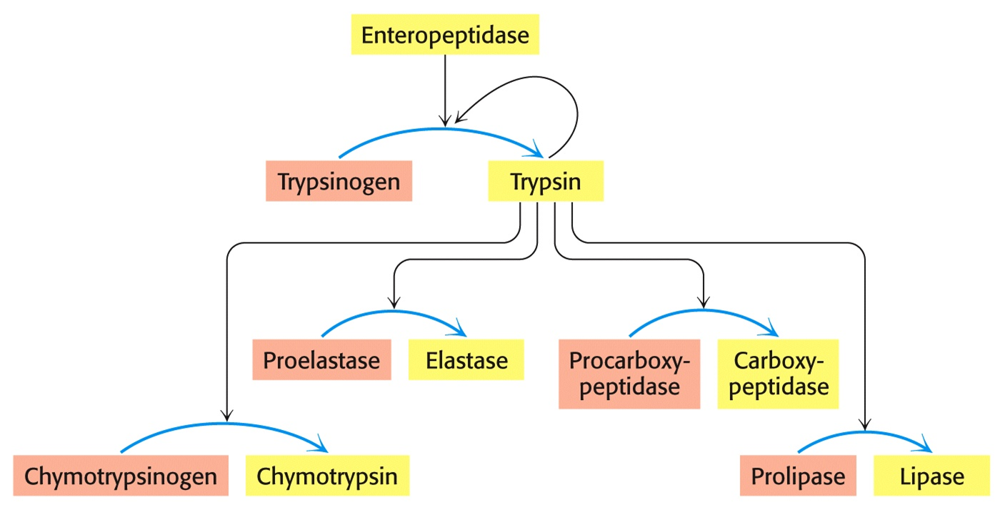 Enteropeptidase
Trypsinogen
Trypsin
Proelastase
Elastase
Procarboxy-
peptidase
Carboxy-
peptidase
Chymotrypsinogen
Chymotrypsin
Prolipase
Lipase